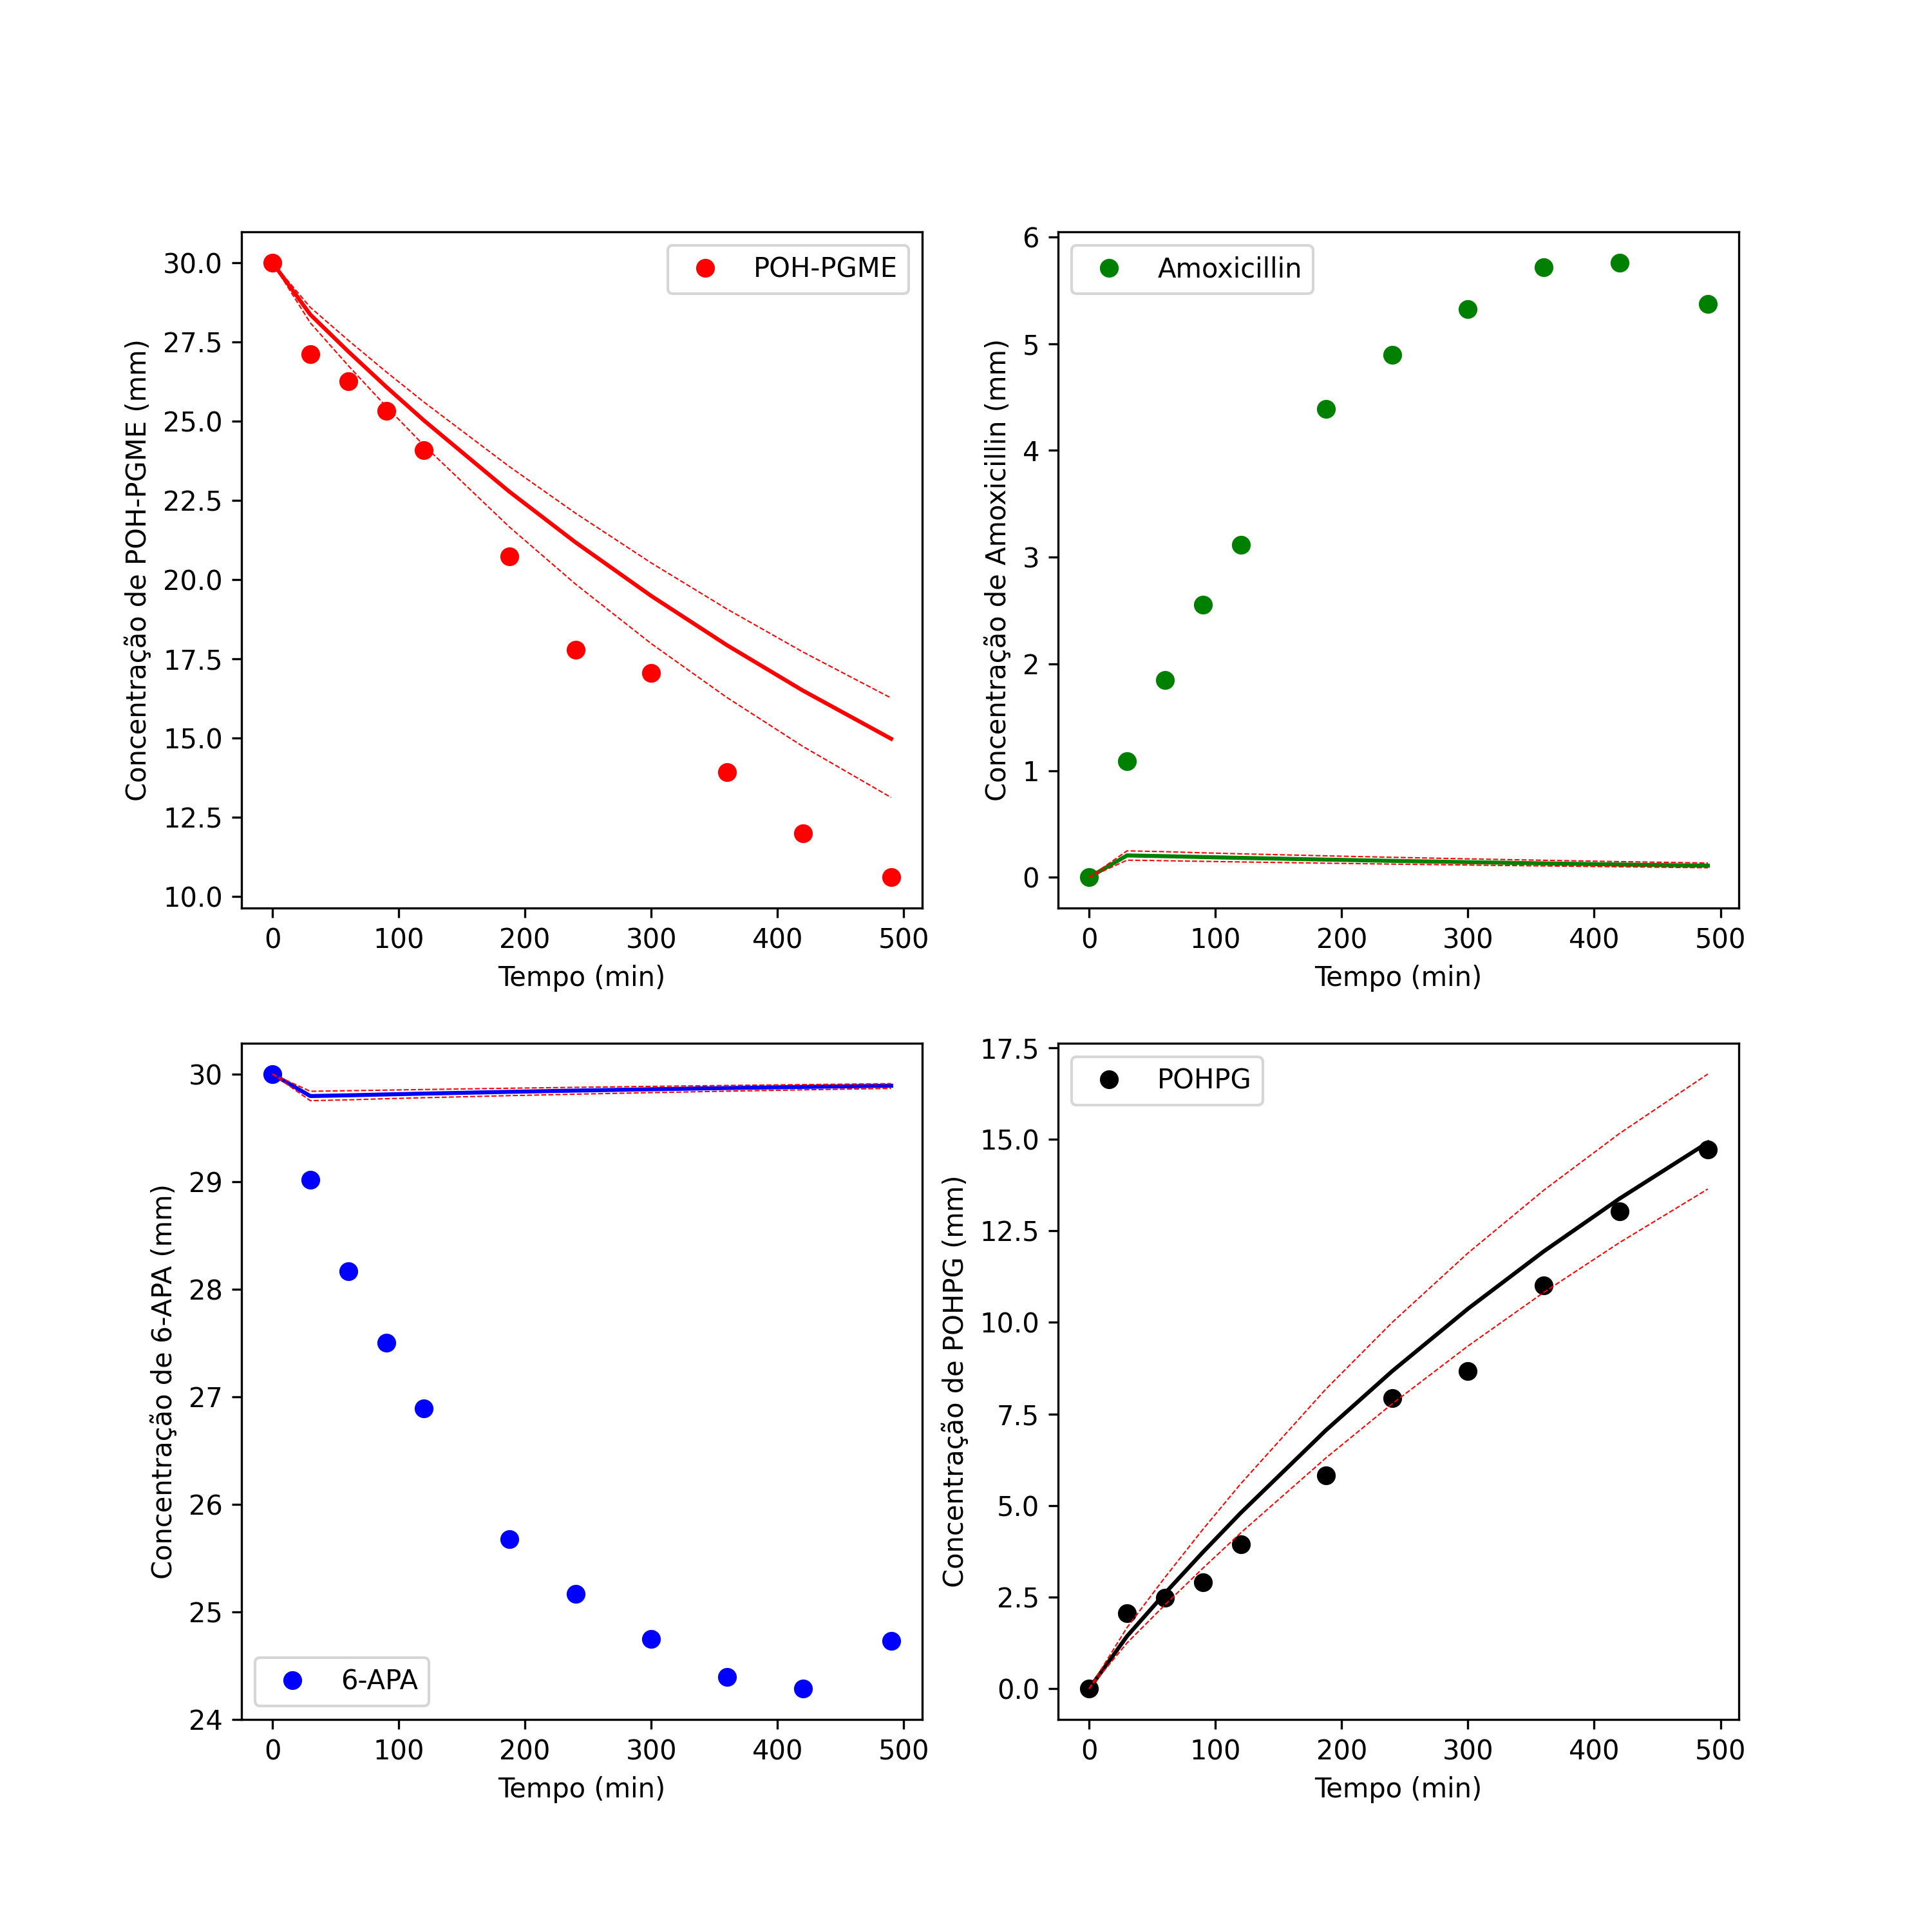 POH-PGME
Concentração de POH-PGME (mm)
30.0
27.5
25.0
22.5
20.0
17.5
15.0
12.5
10.0
0 100 200 300 400 500
Tempo (min)
Amoxicillin
Concentração de Amoxicillin (mm)
6
5
4
3
2
1
0
0 100 200 300 400 500
Tempo (min)
6-APA
Concentração de 6-APA (mm)
30
29
28
27
26
25
24
0 100 200 300 400 500
Tempo (min)
POHPG
Concentração de POHPG (mm)
17.5
15.0
12.5
10.0
7.5
5.0
2.5
0.0
0 100 200 300 400 500
Tempo (min)